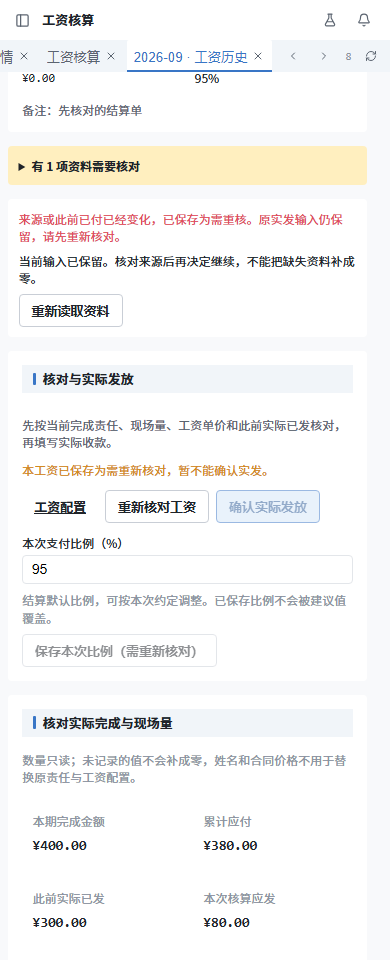 工资核算
情
工资核算
2026-09 · 工资历史
8
¥0.00
95%
备注：先核对的结算单
有 1 项资料需要核对
来源或此前已付已经变化，已保存为需重核。原实发输入仍保
留，请先重新核对。
当前输入已保留。核对来源后再决定继续，不能把缺失资料补成
零。
重新读取资料
核对与实际发放
先按当前完成责任、现场量、工资单价和此前实际已发核对，
再填写实际收款。
本工资已保存为需重新核对，暂不能确认实发。
工资配置
重新核对工资
确认实际发放
本次支付比例（%）
95
结算默认比例，可按本次约定调整。已保存比例不会被建议值
覆盖。
保存本次比例（需重新核对）
核对实际完成与现场量
数量只读；未记录的值不会补成零，姓名和合同价格不用于替
换原责任与工资配置。
本期完成金额
累计应付
¥400.00
¥380.00
此前实际已发
本次核算应发
¥300.00
¥80.00